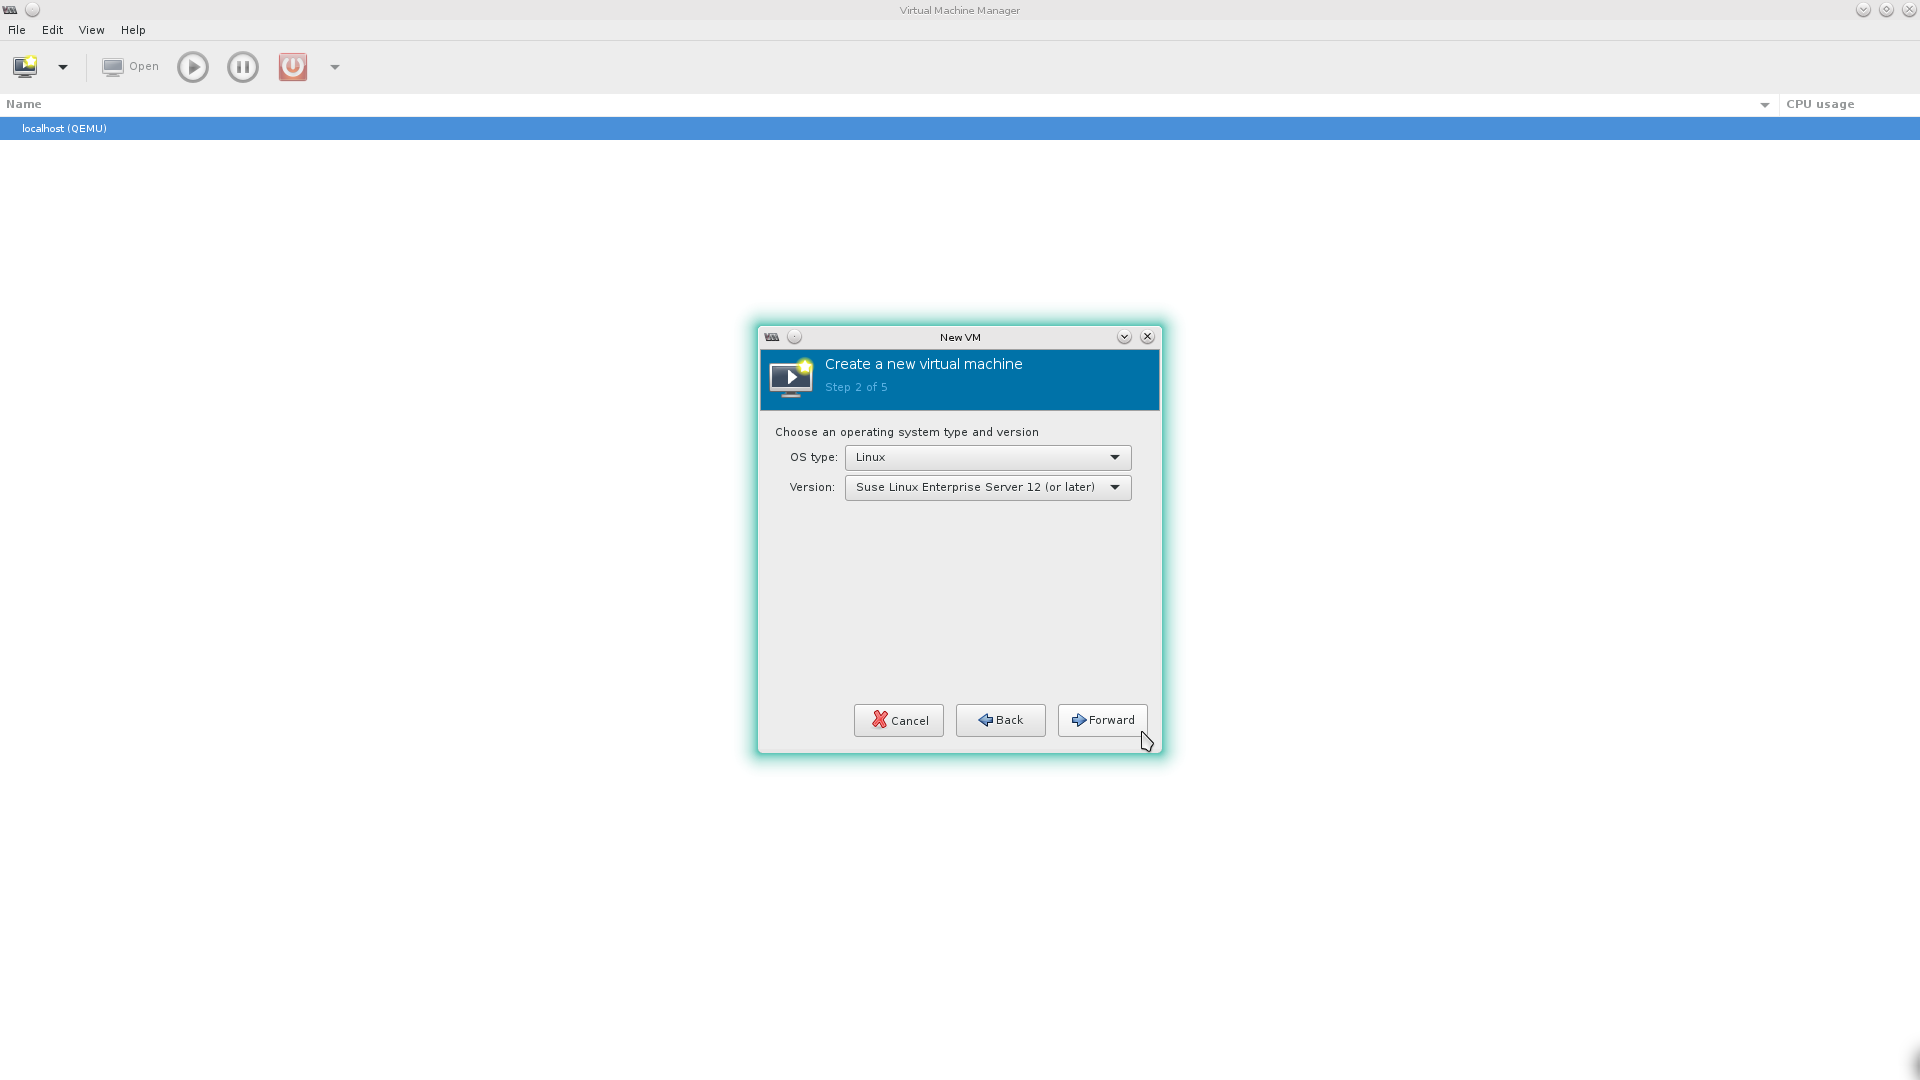 Virtual Machine Manager
File Edit View Help
Open
Name CPU usage
localhost (QEMU)
New VM
Create a new virtual machine
Step 2 of 5
Choose an operating system type and version
OS type: Linux
Version: Suse Linux Enterprise Server 12 (or later)
Cancel Back Forward